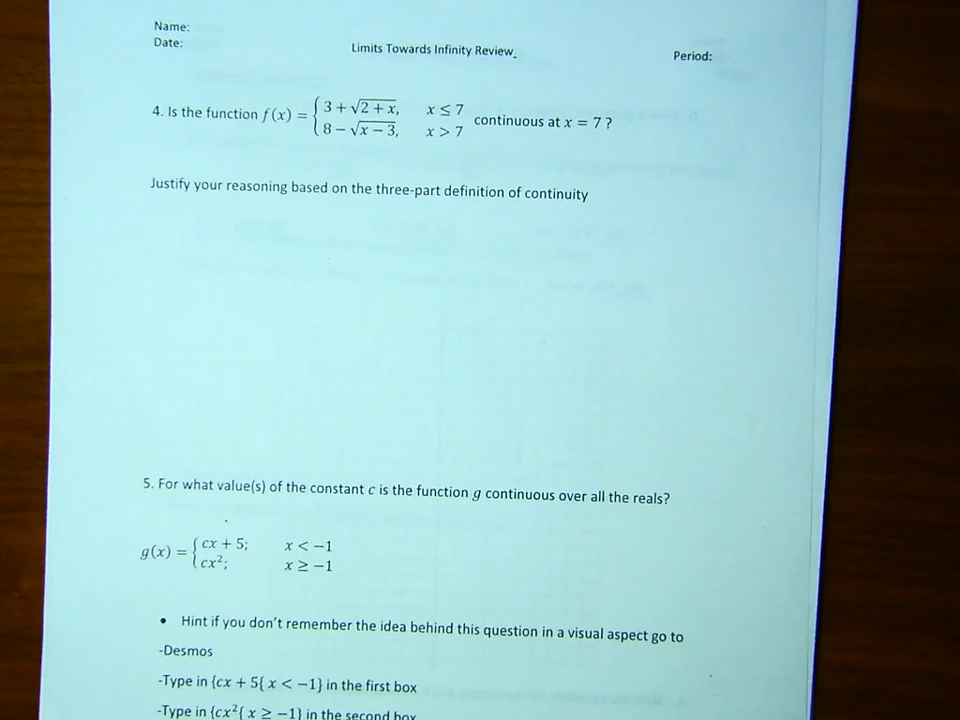 Name:
Date:
Limits Towards Infinity Review.
Period:
4. Is the function f(x) = { 3 + √(2 + x), x ≤ 7
8 − √(x − 3), x > 7 continuous at x = 7 ?
Justify your reasoning based on the three-part definition of continuity
5. For what value(s) of the constant c is the function g continuous over all the reals?
g(x) = { cx + 5; x < −1
cx²; x ≥ −1
• Hint if you don't remember the idea behind this question in a visual aspect go to
-Desmos
-Type in {cx + 5{ x < −1} in the first box
-Type in {cx²{ x ≥ −1} in the second box